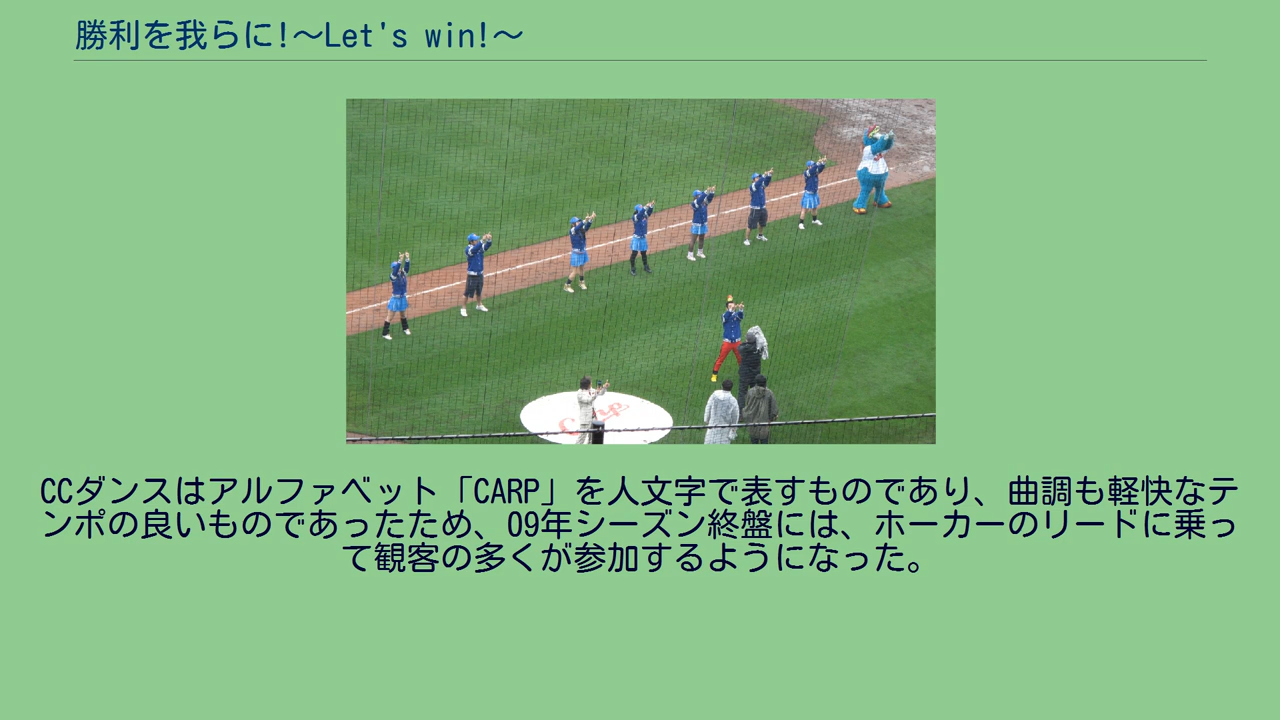 勝利を我らに!～Let's win!～
Carp
CCダンスはアルファベット「CARP」を人文字で表すものであり、曲調も軽快なテ
ンポの良いものであったため、09年シーズン終盤には、ホーカーのリードに乗っ
て観客の多くが参加するようになった。